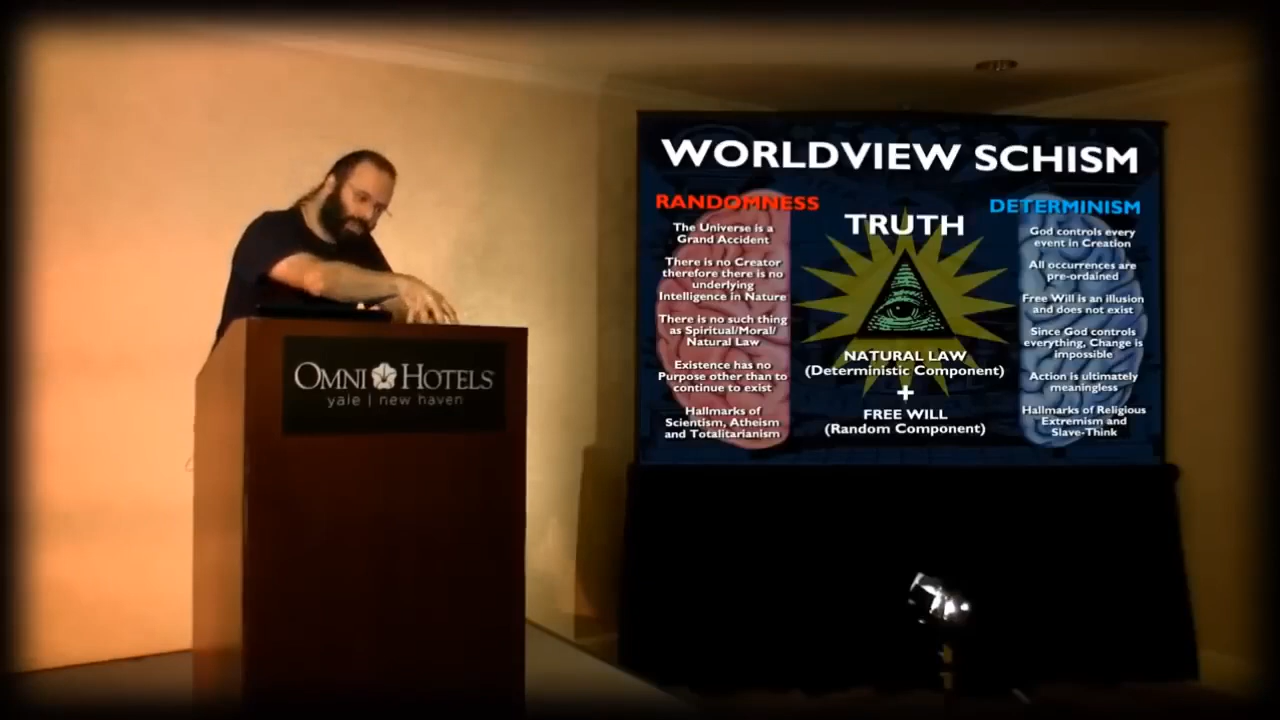 OMNI HOTELS
yale | new haven
WORLDVIEW SCHISM
RANDOMNESS
The Universe is a
Grand Accident
There is no Creator
therefore there is no
underlying
Intelligence in Nature
There is no such thing
as Spiritual/Moral/
Natural Law
Existence has no
Purpose other than to
continue to exist
Hallmarks of
Scientism, Atheism
and Totalitarianism
TRUTH
NATURAL LAW
(Deterministic Component)
+
FREE WILL
(Random Component)
DETERMINISM
God controls every
event in Creation
All occurrences are
pre-ordained
Free Will is an illusion
and does not exist
Since God controls
everything, Change is
impossible
Action is ultimately
meaningless
Hallmarks of Religious
Extremism and
Slave-Think